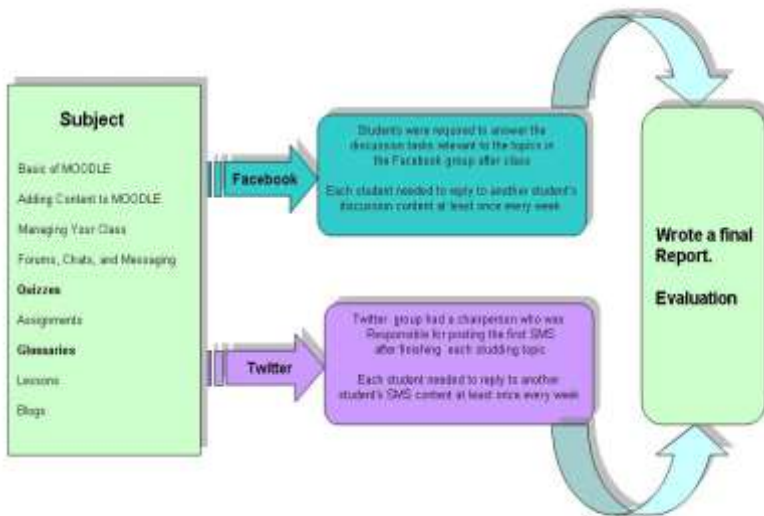 Subject
Basic of MOODLE
Adding Content to MOODLE
Managing Your Class
Forums, Chats, and Messaging
Quizzes
Assignments
Glossaries
Lessons
Blogs
Facebook
Students were required to answer the
discussion tasks relevant to the topics in
the Facebook group after class
Each student needed to reply to another student's
discussion content at least once every week
Twitter
Twitter group had a chairperson who was
Responsible for posting the first SMS
after finishing each studding topic
Each student needed to reply to another
student's SMS content at least once every week
Wrote a final
Report.
Evaluation